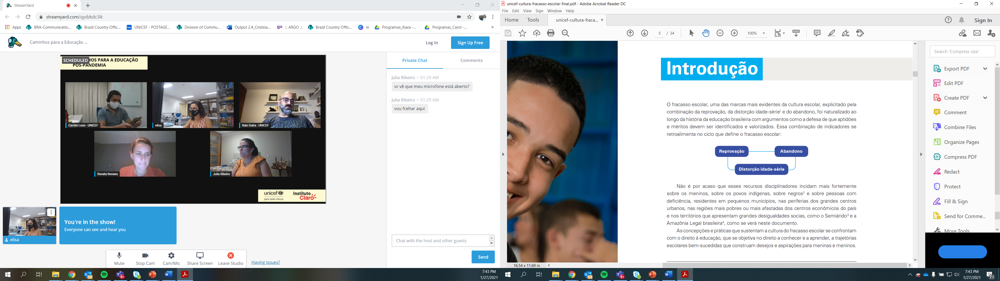 StreamYard
streamyard.com/qydzkdc3ik
Apps
BRA-Communicatio...
Brazil Country Offic...
UNICEF - POSTAGE...
Division of Commu...
Output 2.4_Cristina...
::. ARGO .::
Brazil Country Offic...
in
Programas_Kiara -...
Programas_Carol -...
»
Caminhos para a Educação ...
Log In
Sign Up Free
SCHEDULED
HOS PARA A EDUCAÇÃO
PÓS-PANDEMIA
Camilo Leon - UNICEF
elisa
Italo Dutra - UNICEF
Renata Novaes
Julia Ribeiro
unicef
para cada criança
Instituto
Claro
elisa
You're in the show!
Everyone can see and hear you
Mute
Stop Cam
Cam/Mic
Share Screen
Leave Studio
Having issues?
Private Chat
Comments
Julia Ribeiro • 01:29 AM
vc vê que meu microfone está aberto?
Julia Ribeiro • 01:29 AM
vou fcehar aqui
Chat with the host and other guests
Send
7:43 PM
1/27/2021
unicef-cultura-fracasso-escolar-final.pdf - Adobe Acrobat Reader DC
File Edit View Sign Window Help
Home
Tools
unicef-cultura-fraca...
Sign In
5 / 34
100%
Introdução
O fracasso escolar, uma das marcas mais evidentes da cultura escolar, explicitado pela
combinação da reprovação, da distorção idade-série¹ e do abandono, foi naturalizado ao
longo da história da educação brasileira com argumentos como a defesa de que aptidões
e méritos devem ser identificados e valorizados. Essa combinação de indicadores se
retroalimenta no ciclo que define o fracasso escolar:
Reprovação
Abandono
Distorção idade-série
Não é por acaso que esses recursos disciplinadores incidam mais fortemente
sobre os meninos, sobre os povos indígenas, sobre negros² e sobre pessoas com
deficiência, residentes em pequenos municípios, nas periferias dos grandes centros
urbanos, nas regiões mais pobres ou mais afastadas dos centros econômicos do país
e nos territórios que apresentam grandes desigualdades socias, como o Semiárido³ e a
Amazônia Legal brasileira⁴, como se verá neste documento.
As concepções e práticas que sustentam a cultura do fracasso escolar se confrontam
com o direito à educação, que se objetiva no direito a conhecer e a aprender, a trajetórias
escolares bem-sucedidas que construam desejos e aspirações para meninas e meninos.
16.54 x 11.69 in
Search 'Compress size'
Export PDF
Edit PDF
Create PDF
Comment
Combine Files
Organize Pages
Compress PDF
Redact
Protect
Fill & Sign
Send for Comme...
More Tools
7:43 PM
1/27/2021
23